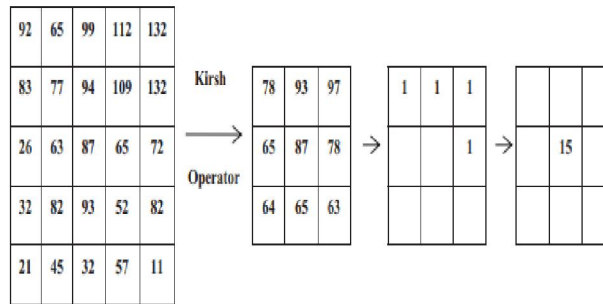 92 65 99 112 132
83 77 94 109 132
26 63 87 65 72
32 82 93 52 82
21 45 32 57 11
Kirsh
Operator
78 93 97
65 87 78
64 65 63
1 1 1
1
15